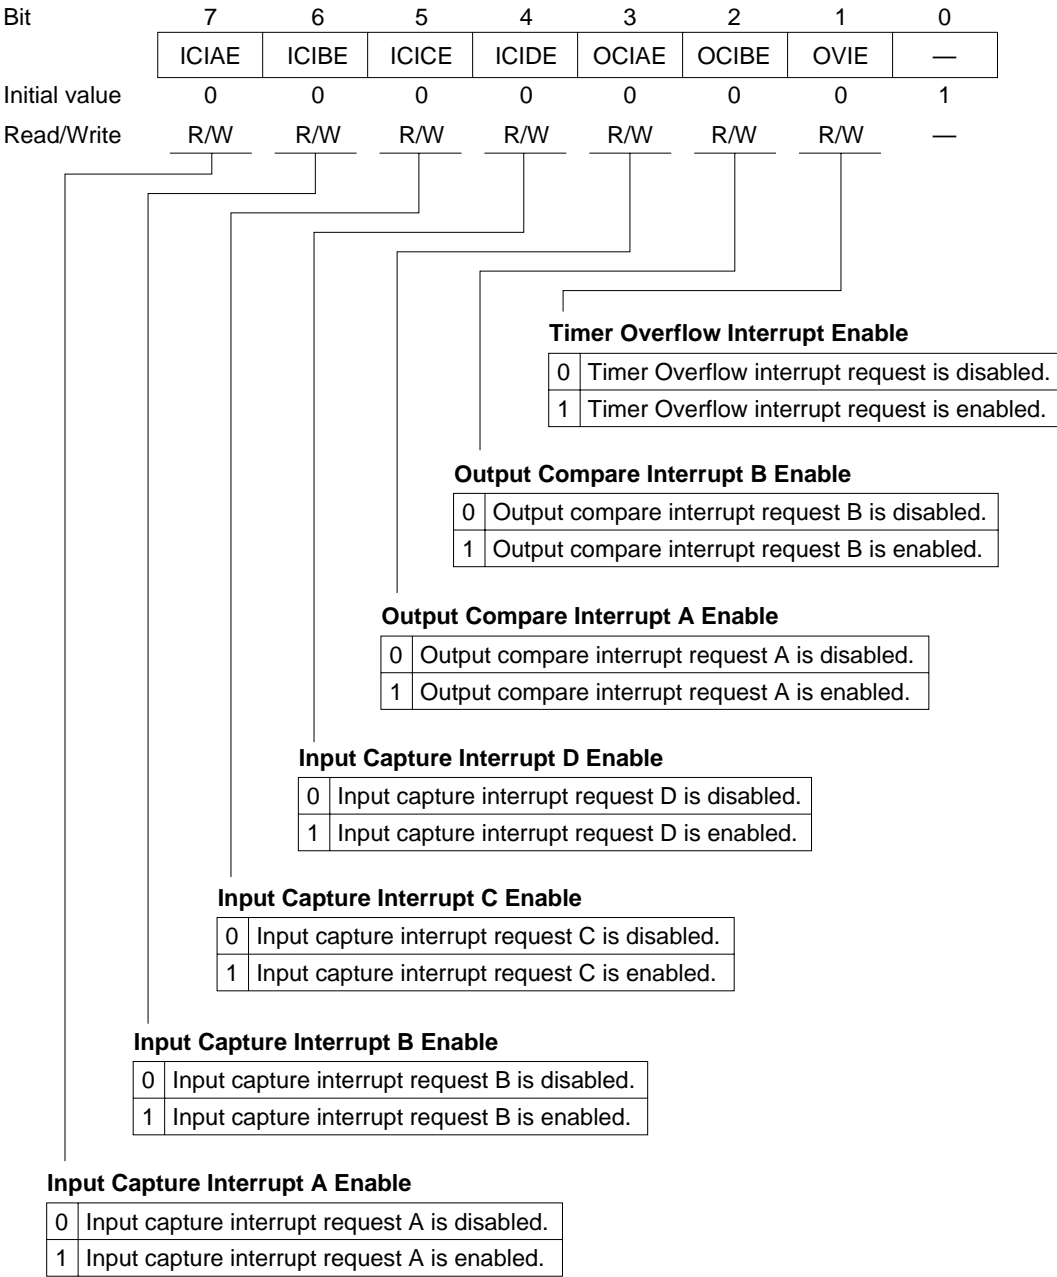 Bit 7 6 5 4 3 2 1 0
ICIAE ICIBE ICICE ICIDE OCIAE OCIBE OVIE —
Initial value 0 0 0 0 0 0 0 1
Read/Write R/W R/W R/W R/W R/W R/W R/W —
Timer Overflow Interrupt Enable
0 Timer Overflow interrupt request is disabled.
1 Timer Overflow interrupt request is enabled.
Output Compare Interrupt B Enable
0 Output compare interrupt request B is disabled.
1 Output compare interrupt request B is enabled.
Output Compare Interrupt A Enable
0 Output compare interrupt request A is disabled.
1 Output compare interrupt request A is enabled.
Input Capture Interrupt D Enable
0 Input capture interrupt request D is disabled.
1 Input capture interrupt request D is enabled.
Input Capture Interrupt C Enable
0 Input capture interrupt request C is disabled.
1 Input capture interrupt request C is enabled.
Input Capture Interrupt B Enable
0 Input capture interrupt request B is disabled.
1 Input capture interrupt request B is enabled.
Input Capture Interrupt A Enable
0 Input capture interrupt request A is disabled.
1 Input capture interrupt request A is enabled.